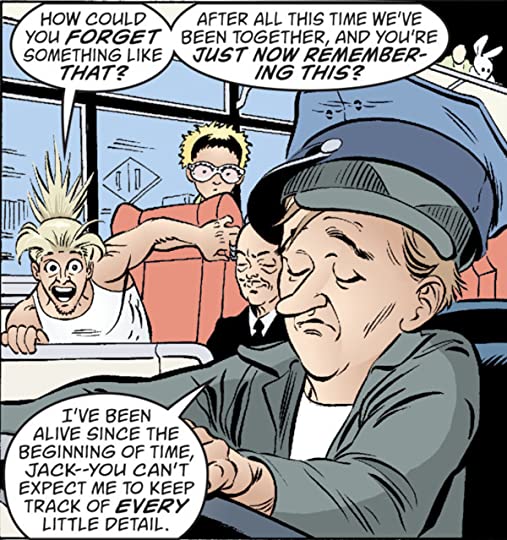 HOW COULD
YOU FORGET
SOMETHING LIKE
THAT?
AFTER ALL THIS TIME WE'VE
BEEN TOGETHER, AND YOU'RE
JUST NOW REMEMBER-
ING THIS?
I'VE BEEN
ALIVE SINCE THE
BEGINNING OF TIME,
JACK--YOU CAN'T
EXPECT ME TO KEEP
TRACK OF EVERY
LITTLE DETAIL.